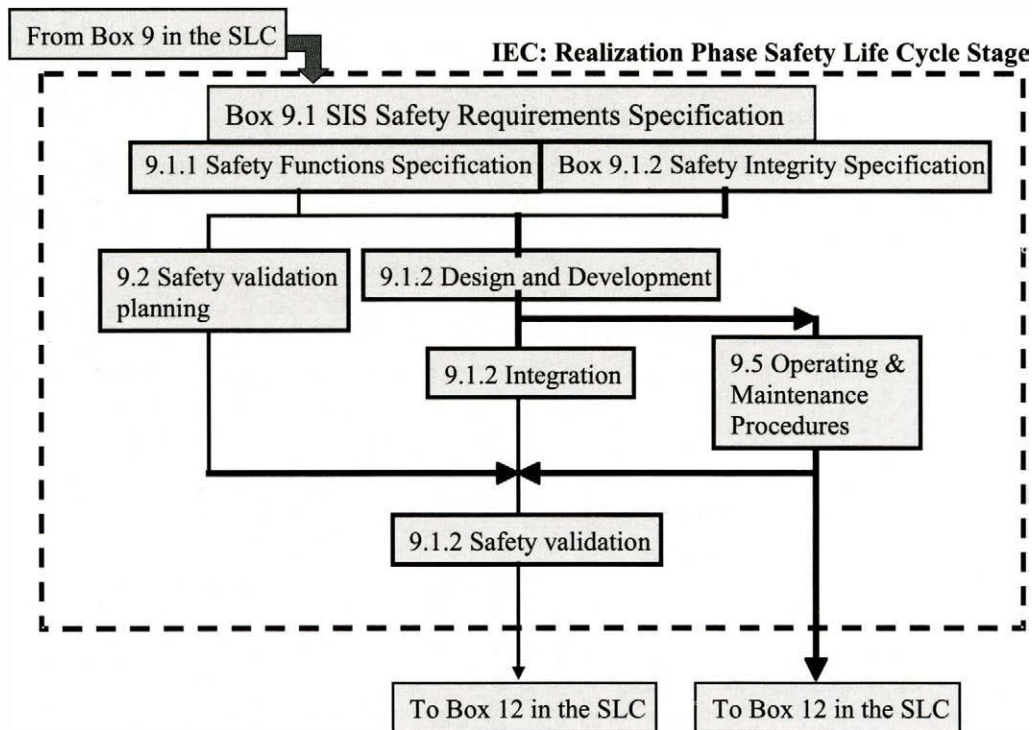 From Box 9 in the SLC
IEC: Realization Phase Safety Life Cycle Stage
Box 9.1 SIS Safety Requirements Specification
9.1.1 Safety Functions Specification
Box 9.1.2 Safety Integrity Specification
9.2 Safety validation
planning
9.1.2 Design and Development
9.1.2 Integration
9.5 Operating &
Maintenance
Procedures
9.1.2 Safety validation
To Box 12 in the SLC
To Box 12 in the SLC